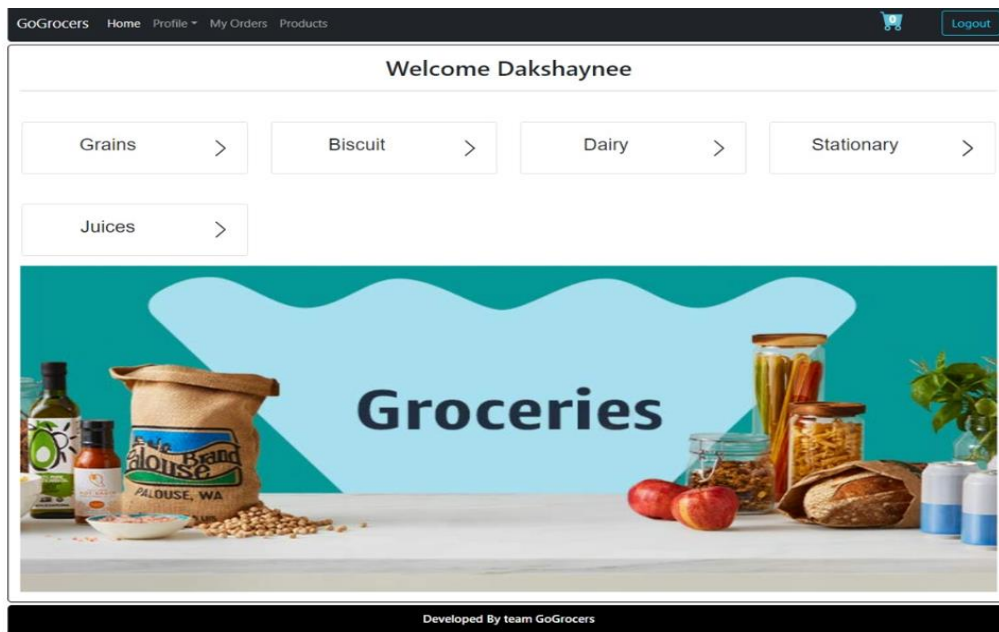 GoGrocers Home Profile My Orders Products 0 Logout
Welcome Dakshaynee
Grains Biscuit Dairy Stationary
Juices
Groceries
Palouse Brand
PALOUSE, WA
Developed By team GoGrocers